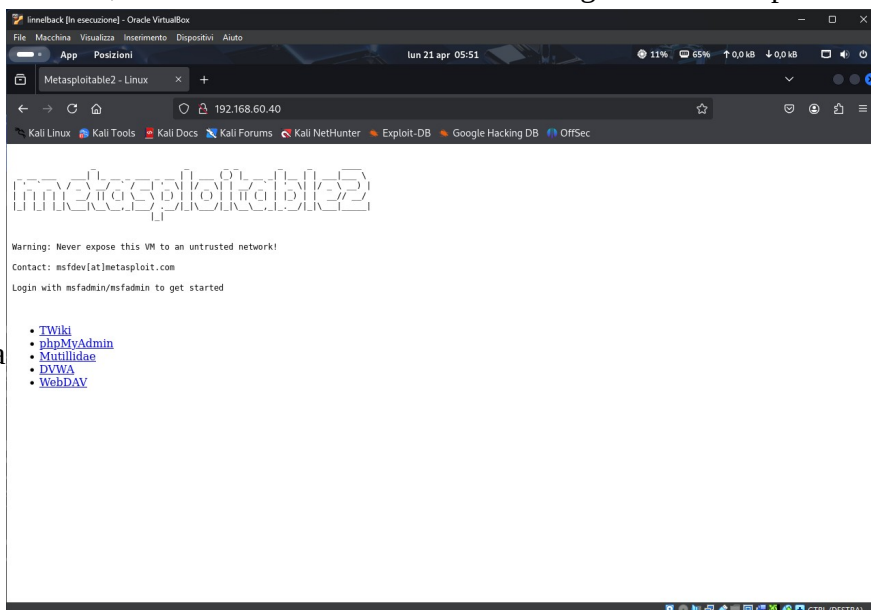 linnelback [In esecuzione] - Oracle VirtualBox
File Macchina Visualizza Inserimento Dispositivi Aiuto
App Posizioni lun 21 apr 05:51 11% 65% ↑ 0,0 kB ↓ 0,0 kB
Metasploitable2 - Linux × +
192.168.60.40
Kali Linux Kali Tools Kali Docs Kali Forums Kali NetHunter Exploit-DB Google Hacking DB OffSec
metasploitable2
Warning: Never expose this VM to an untrusted network!
Contact: msfdev[at]metasploit.com
Login with msfadmin/msfadmin to get started
• TWiki
• phpMyAdmin
• Mutillidae
• DVWA
• WebDAV
CTRL (DESTRA)